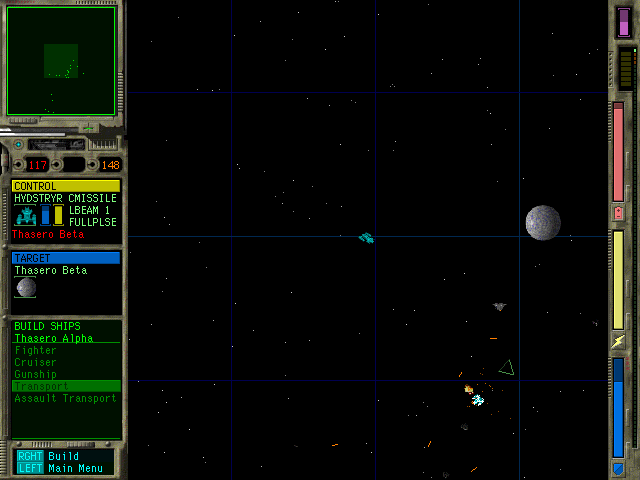 117 148
CONTROL
HVDSTRYR CMISSILE
LBEAM 1
FULLPLSE
Thasero Beta
TARGET
Thasero Beta
BUILD SHIPS
Thasero Alpha
Fighter
Cruiser
Gunship
Transport
Assault Transport
RGHT Build
LEFT Main Menu